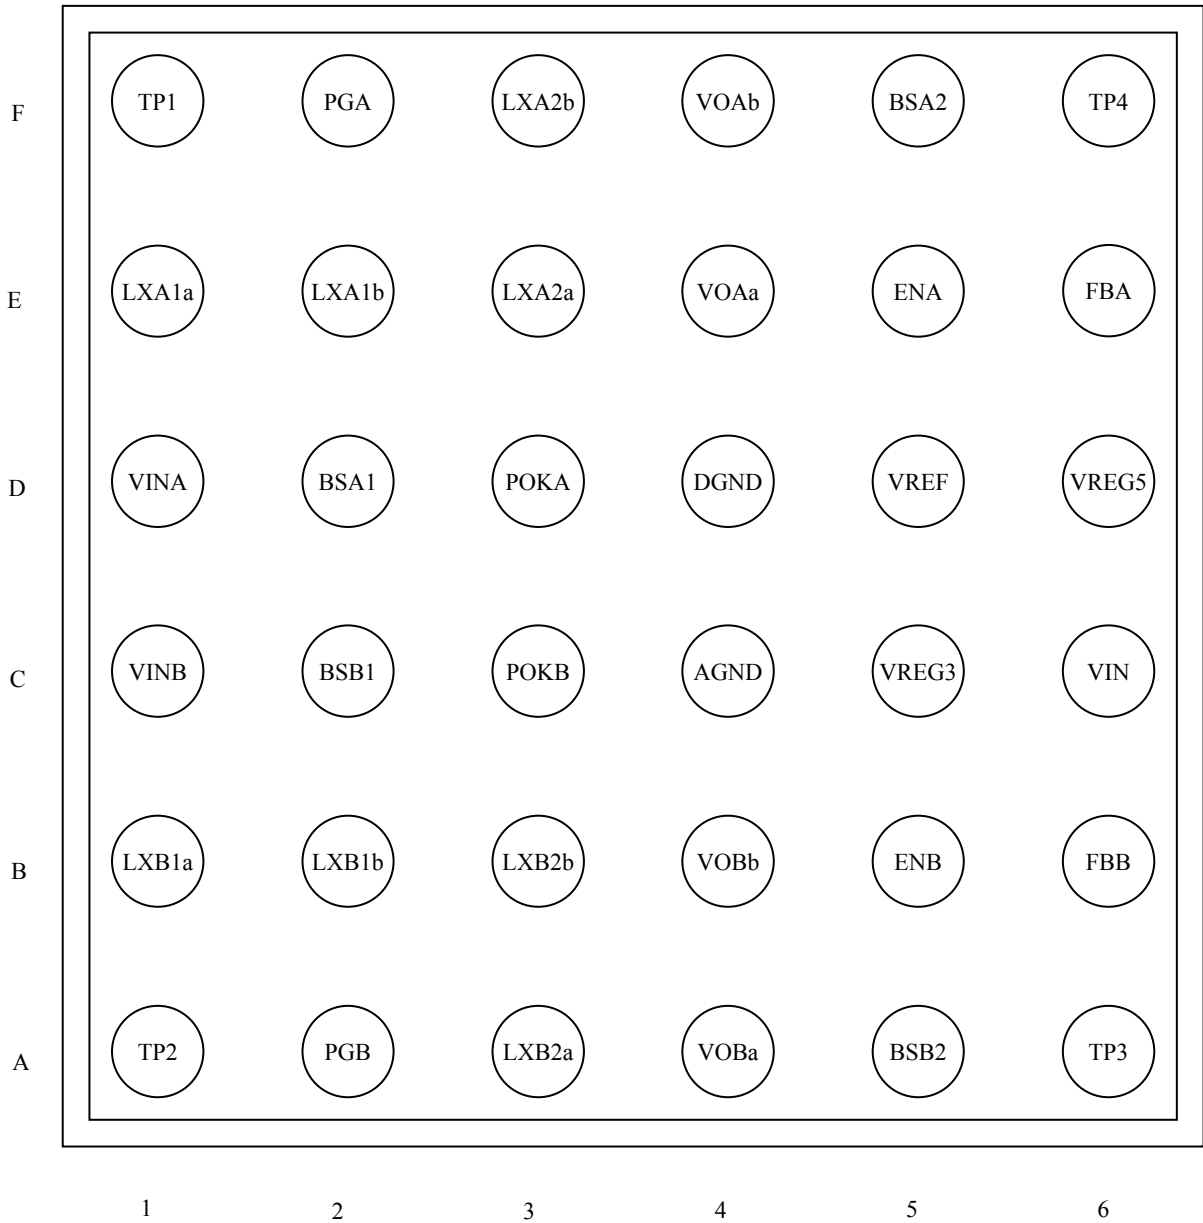 F TP1 PGA LXA2b VOAb BSA2 TP4
E LXA1a LXA1b LXA2a VOAa ENA FBA
D VINA BSA1 POKA DGND VREF VREG5
C VINB BSB1 POKB AGND VREG3 VIN
B LXB1a LXB1b LXB2b VOBb ENB FBB
A TP2 PGB LXB2a VOBa BSB2 TP3
1 2 3 4 5 6